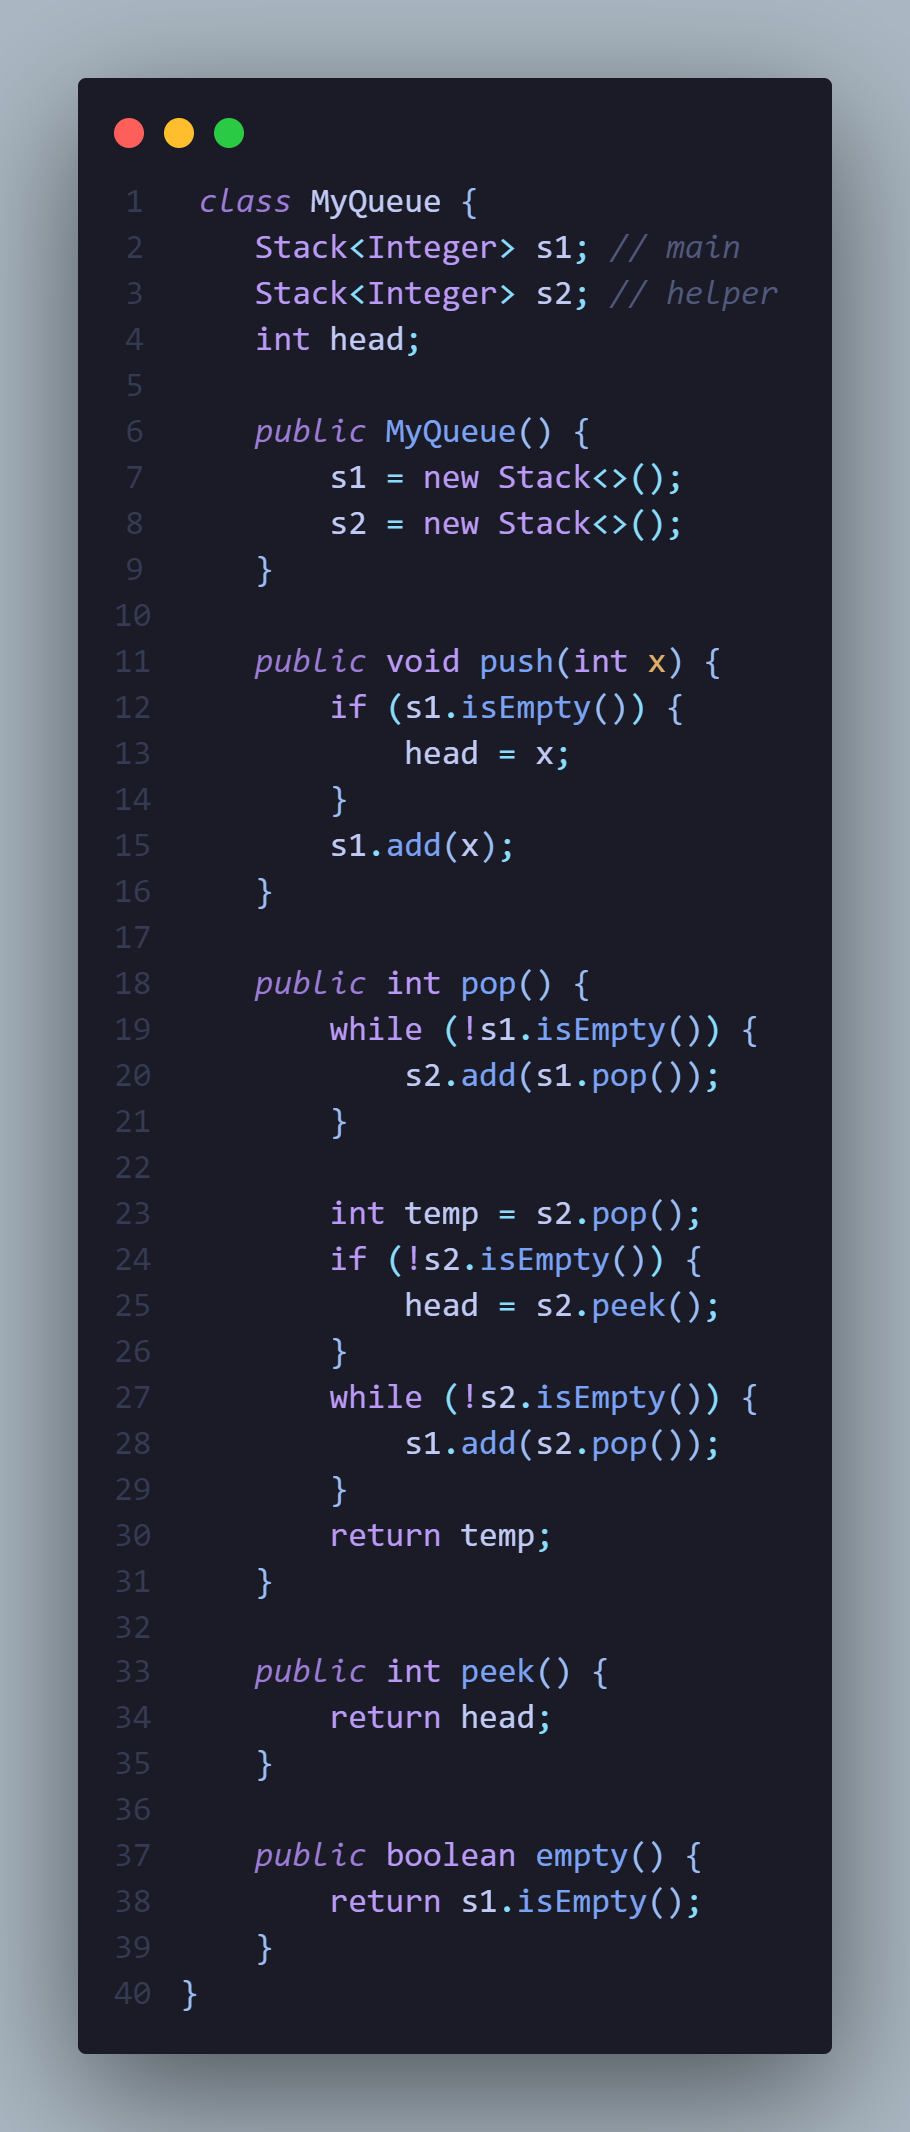 1 class MyQueue {
2 Stack<Integer> s1; // main
3 Stack<Integer> s2; // helper
4 int head;
5
6 public MyQueue() {
7 s1 = new Stack<>();
8 s2 = new Stack<>();
9 }
10
11 public void push(int x) {
12 if (s1.isEmpty()) {
13 head = x;
14 }
15 s1.add(x);
16 }
17
18 public int pop() {
19 while (!s1.isEmpty()) {
20 s2.add(s1.pop());
21 }
22
23 int temp = s2.pop();
24 if (!s2.isEmpty()) {
25 head = s2.peek();
26 }
27 while (!s2.isEmpty()) {
28 s1.add(s2.pop());
29 }
30 return temp;
31 }
32
33 public int peek() {
34 return head;
35 }
36
37 public boolean empty() {
38 return s1.isEmpty();
39 }
40 }